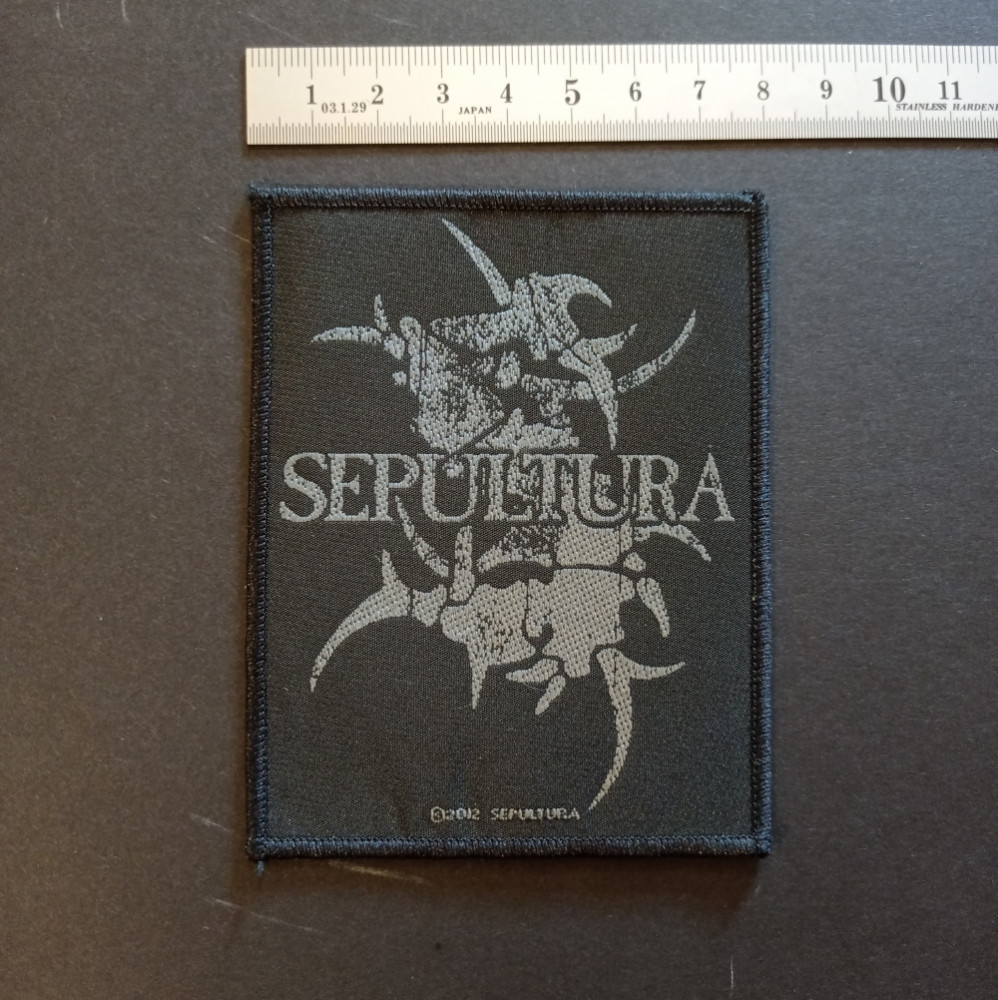 1 2 3 4 5 6 7 8 9 10 11
03.1.29 JAPAN STAINLESS HARDEN
SEPULTURA
©2012 SEPULTURA